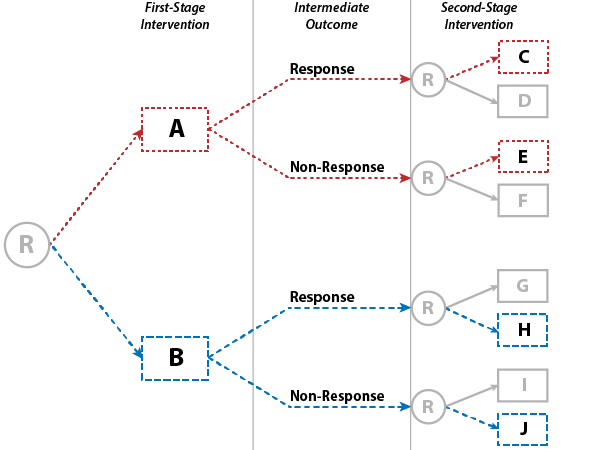 First-Stage
Intervention
Intermediate
Outcome
Second-Stage
Intervention
Response
R
C
D
A
Non-Response
R
E
F
R
Response
R
G
H
B
Non-Response
R
I
J